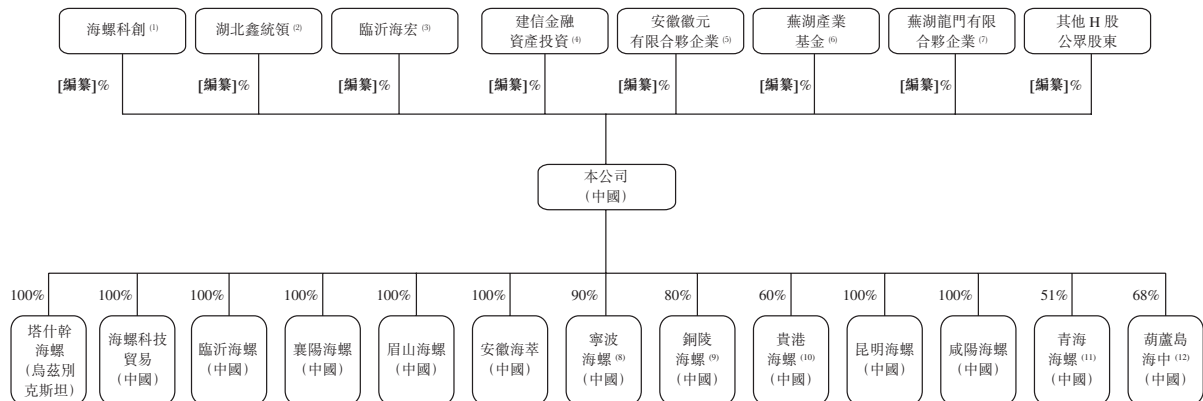 海螺科創 (1)
湖北鑫統領 (2)
臨沂海宏 (3)
建信金融
資產投資 (4)
安徽徽元
有限合夥企業 (5)
蕪湖產業
基金 (6)
蕪湖龍門有限
合夥企業 (7)
其他 H 股
公眾股東
[編纂]%
[編纂]%
[編纂]%
[編纂]%
[編纂]%
[編纂]%
[編纂]%
[編纂]%
本公司
(中國)
100%
100%
100%
100%
100%
100%
90%
80%
60%
100%
100%
51%
68%
塔什幹
海螺
(烏茲別
克斯坦)
海螺科技
貿易
(中國)
臨沂海螺
(中國)
襄陽海螺
(中國)
眉山海螺
(中國)
安徽海萃
(中國)
寧波
海螺 (8)
(中國)
銅陵
海螺 (9)
(中國)
貴港
海螺 (10)
(中國)
昆明海螺
(中國)
咸陽海螺
(中國)
青海
海螺 (11)
(中國)
葫蘆島
海中 (12)
(中國)